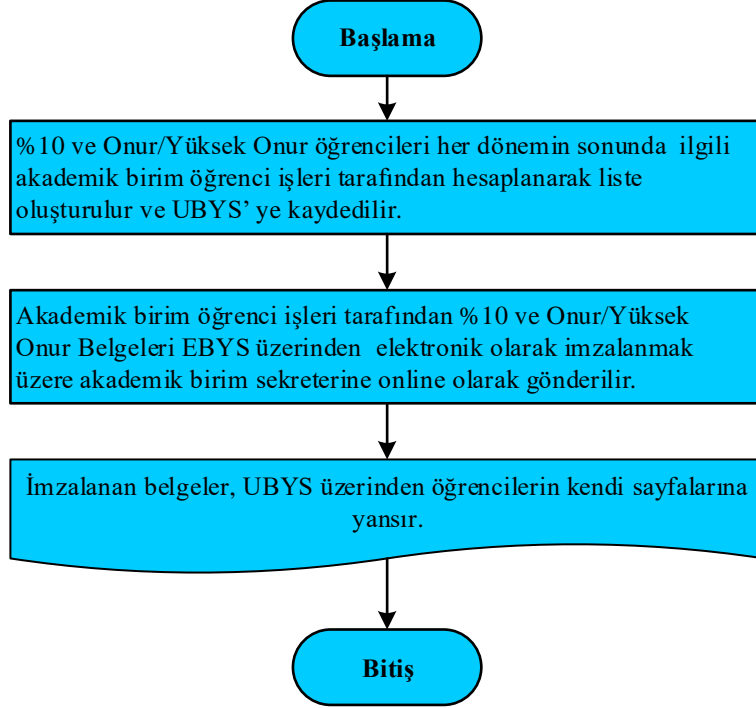 Başlama
%10 ve Onur/Yüksek Onur öğrencileri her dönemin sonunda ilgili
akademik birim öğrenci işleri tarafından hesaplanarak liste
oluşturulur ve UBYS’ ye kaydedilir.
Akademik birim öğrenci işleri tarafından %10 ve Onur/Yüksek
Onur Belgeleri EBYS üzerinden elektronik olarak imzalanmak
üzere akademik birim sekreterine online olarak gönderilir.
İmzalanan belgeler, UBYS üzerinden öğrencilerin kendi sayfalarına
yansır.
Bitiş